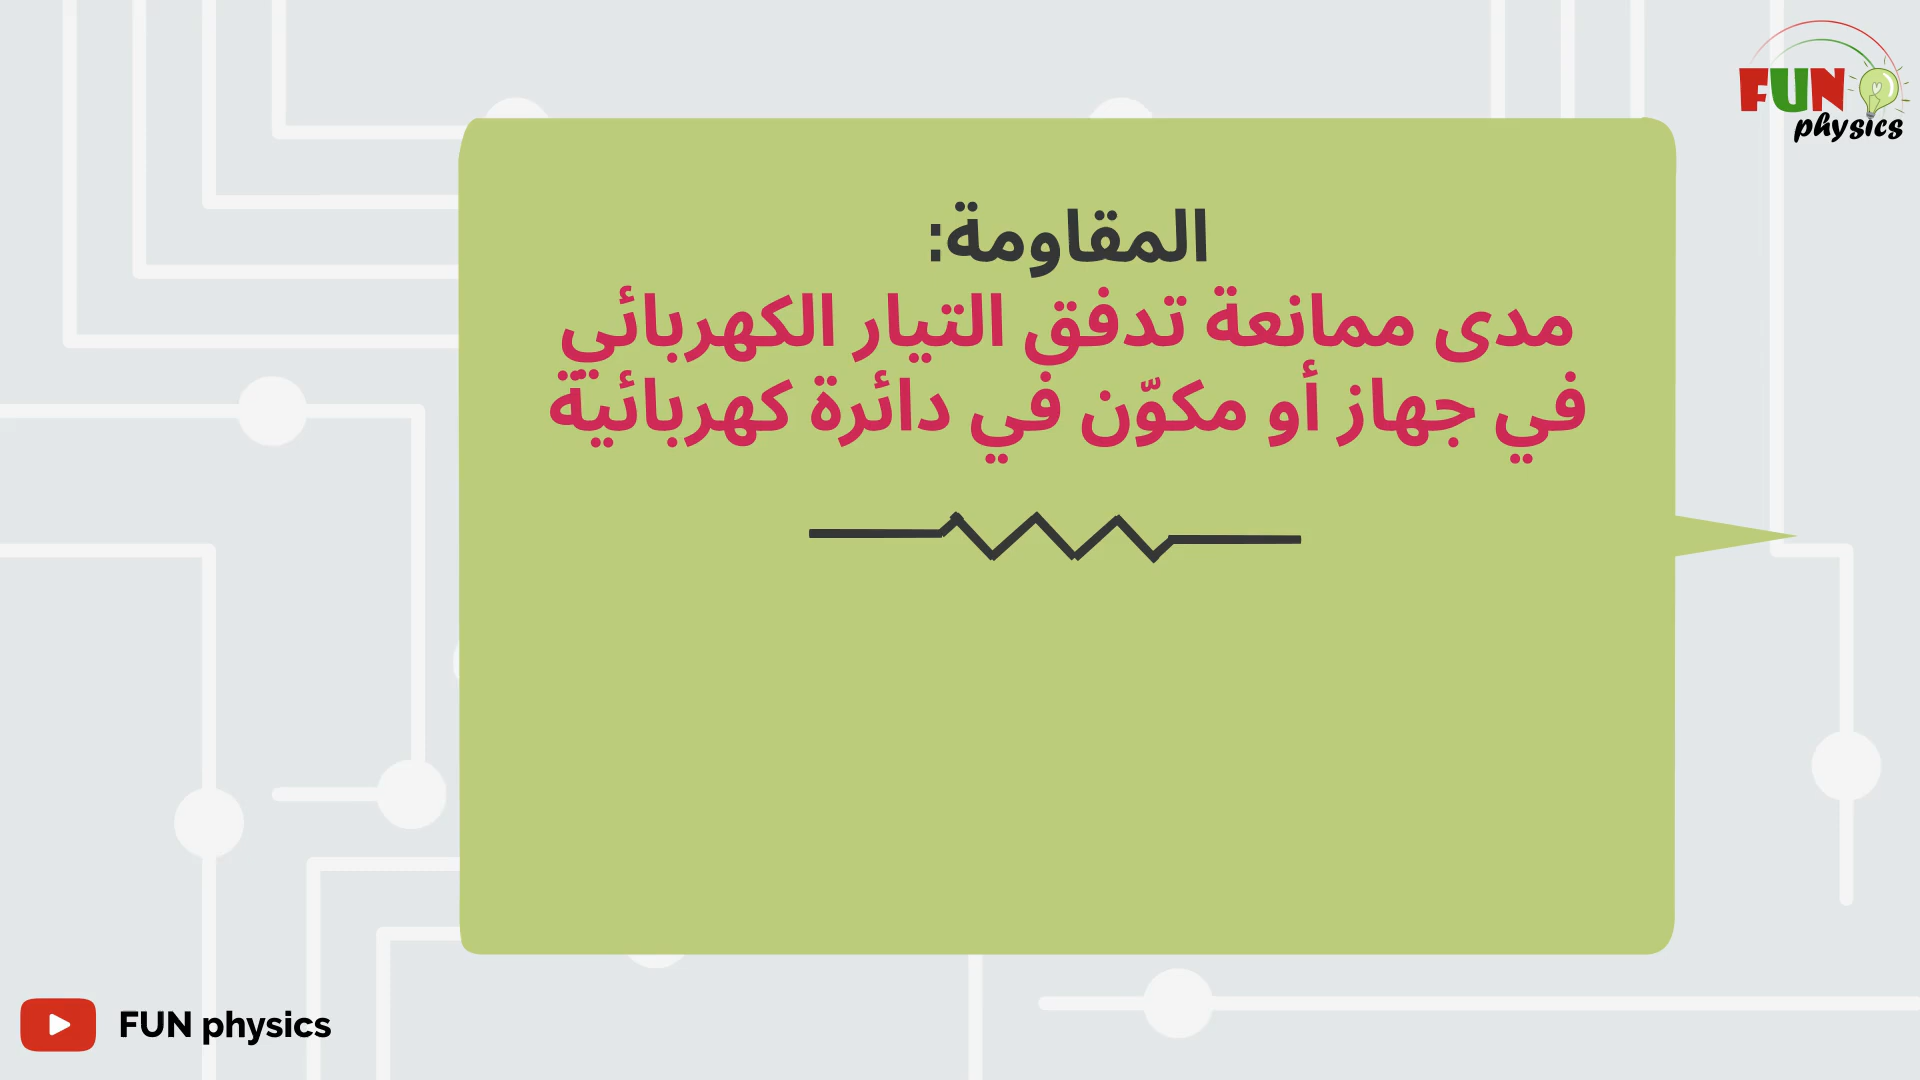 FUN
physics
المقاومة:
مدى ممانعة تدفق التيار الكهربائي
في جهاز أو مكوّن في دائرة كهربائية
FUN physics